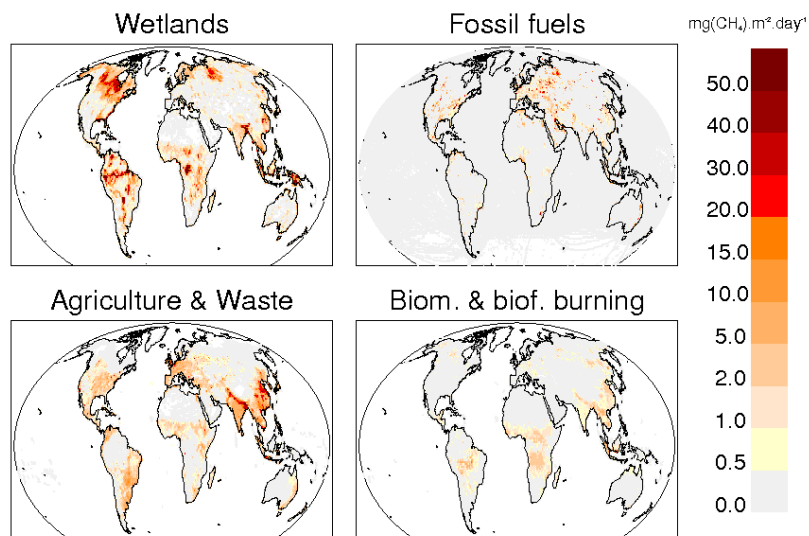 Wetlands
Fossil fuels
mg(CH₄).m².day⁻¹
50.0
40.0
30.0
20.0
15.0
10.0
5.0
2.0
1.0
0.5
0.0
Agriculture & Waste
Biom. & biof. burning